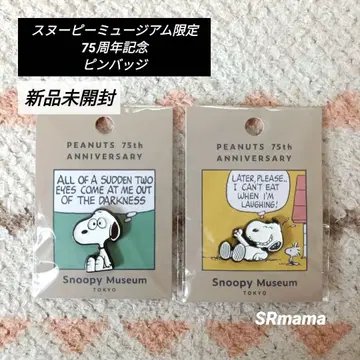 スヌーピーミュージアム限定
75周年記念
ピンバッジ
新品未開封
PEANUTS 75th
ANNIVERSARY
ALL OF A SUDDEN TWO
EYES COME AT ME OUT
OF THE DARKNESS
Snoopy Museum
TOKYO
PEANUTS 75th
ANNIVERSARY
LATER, PLEASE..
I CAN'T EAT
WHEN I'M
LAUGHING!
Snoopy Museum
TOKYO
SRmama